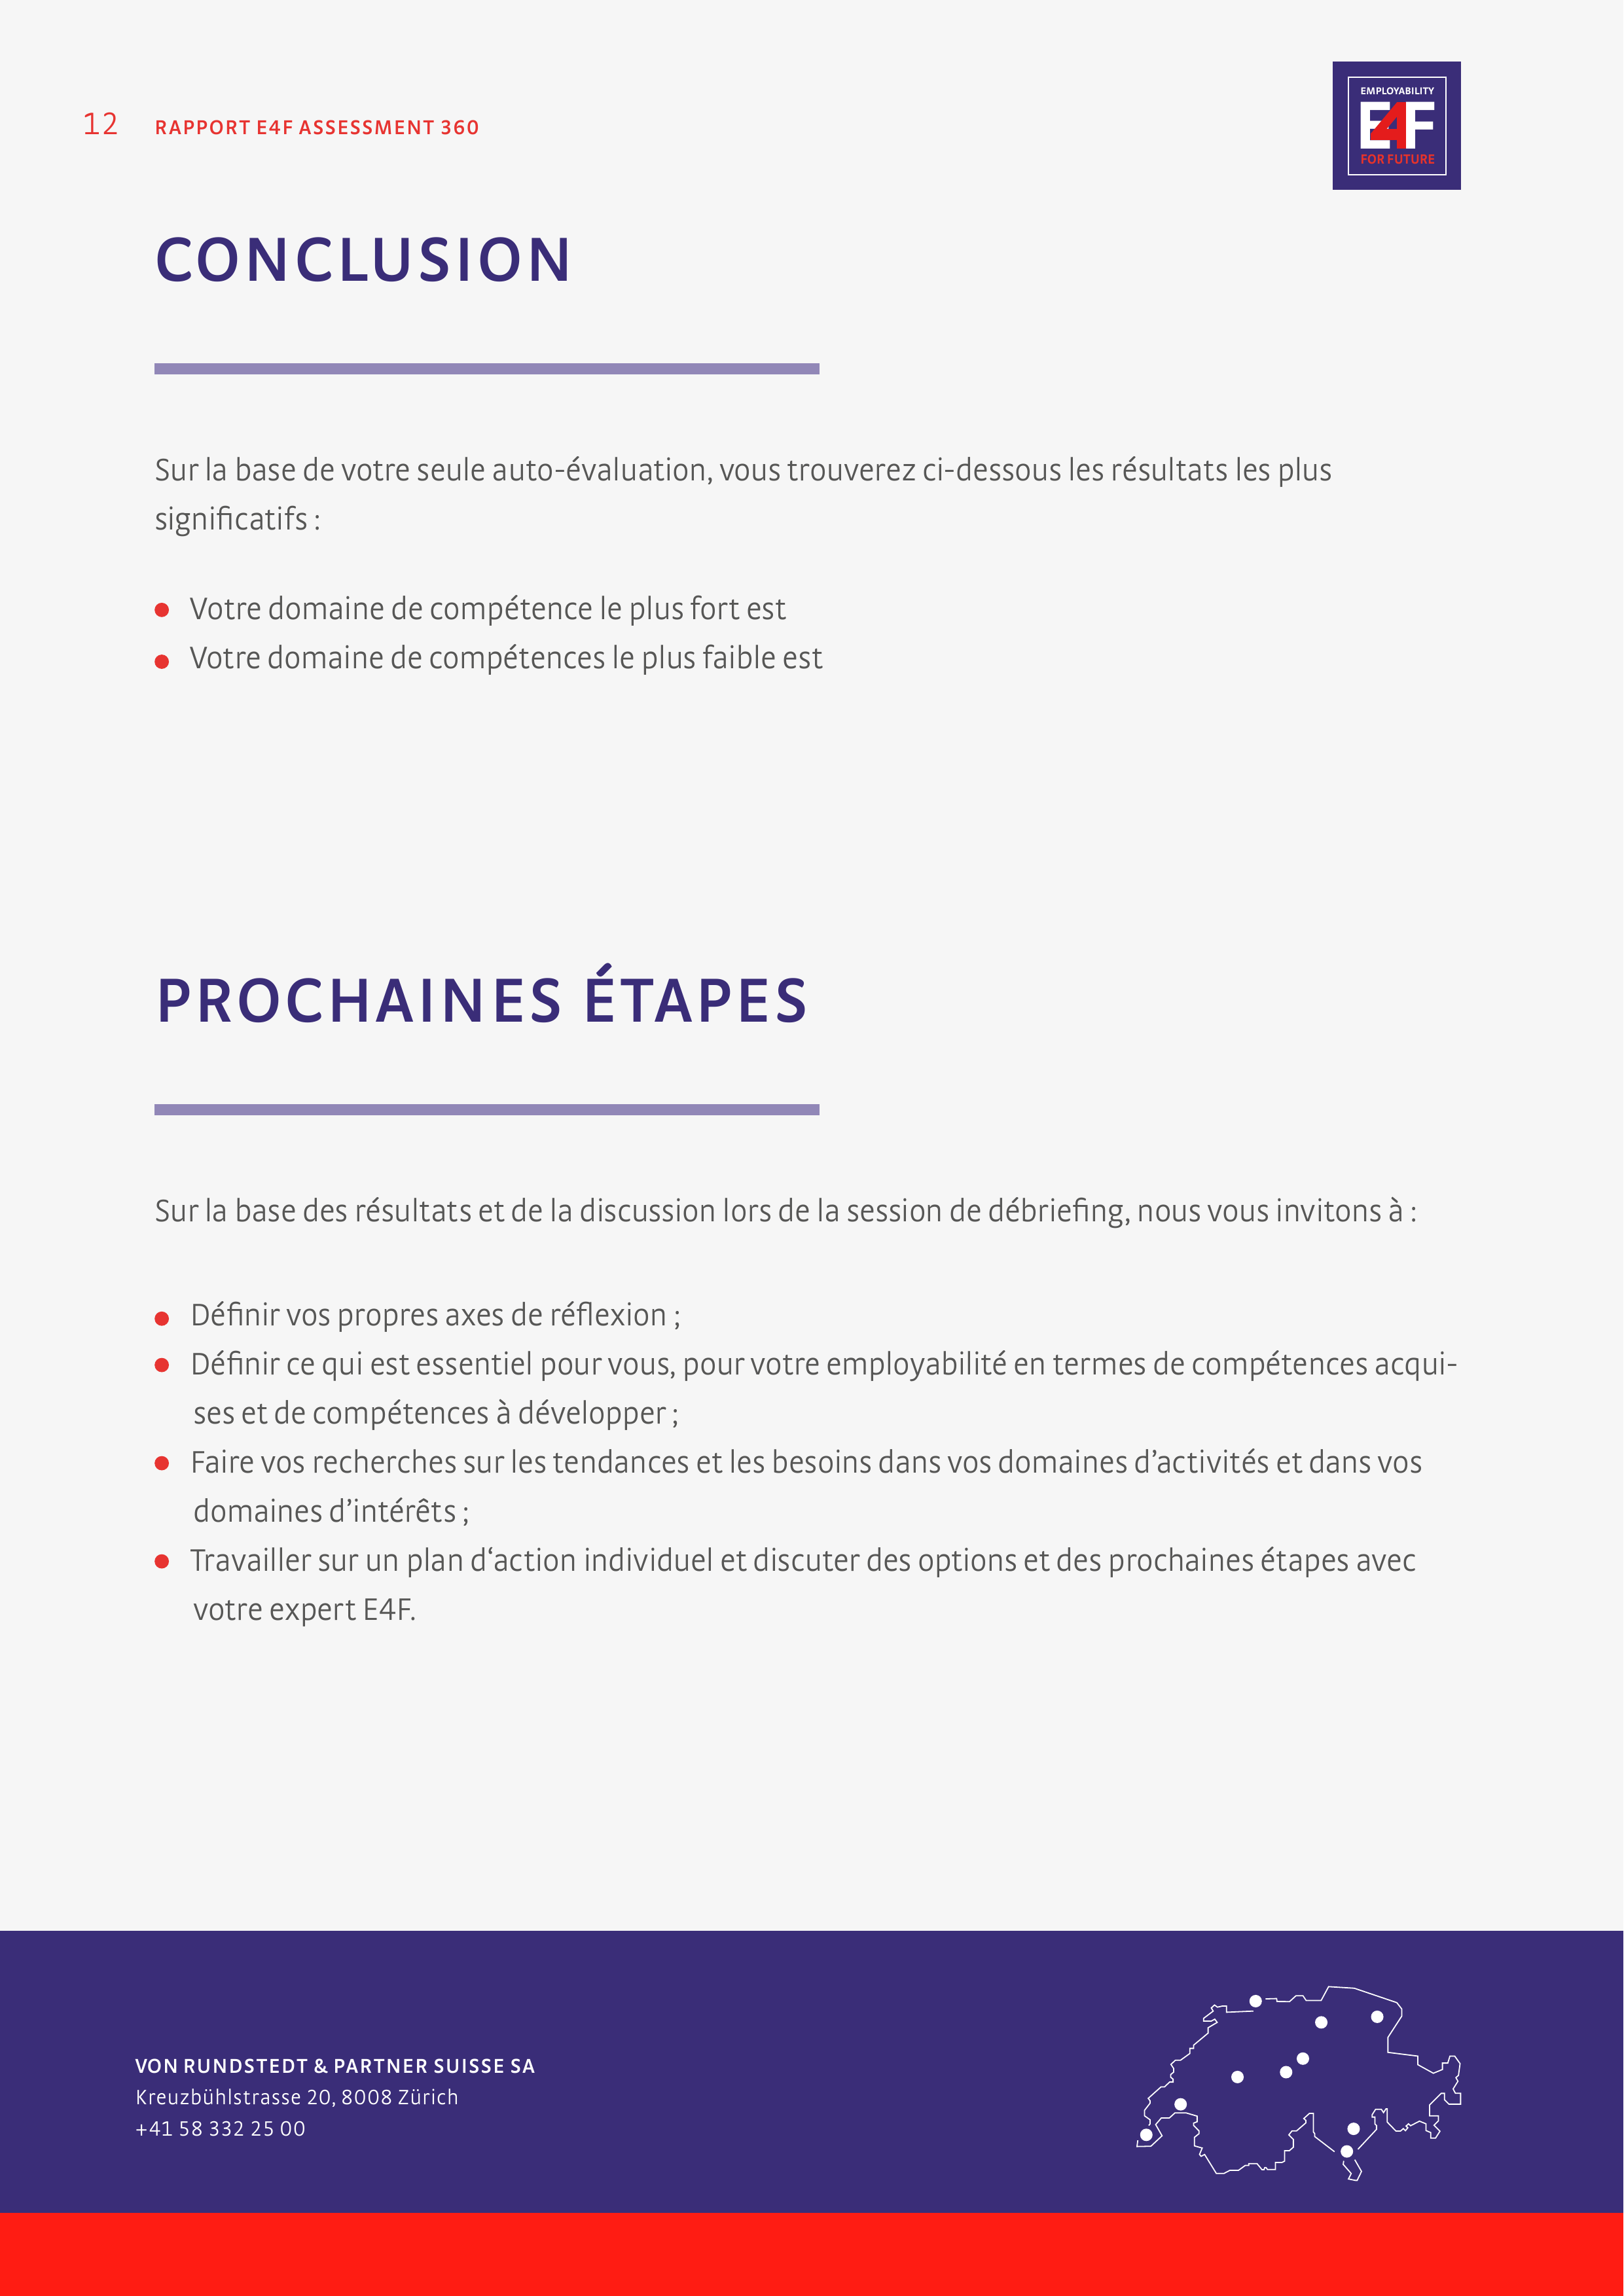 12 RAPPORT E4F ASSESSMENT 360
EMPLOYABILITY
E4F
FOR FUTURE
CONCLUSION
Sur la base de votre seule auto-évaluation, vous trouverez ci-dessous les résultats les plus
significatifs :
Votre domaine de compétence le plus fort est
Votre domaine de compétences le plus faible est
PROCHAINES ÉTAPES
Sur la base des résultats et de la discussion lors de la session de débriefing, nous vous invitons à :
Définir vos propres axes de réflexion ;
Définir ce qui est essentiel pour vous, pour votre employabilité en termes de compétences acqui-
ses et de compétences à développer ;
Faire vos recherches sur les tendances et les besoins dans vos domaines d’activités et dans vos
domaines d’intérêts ;
Travailler sur un plan d‘action individuel et discuter des options et des prochaines étapes avec
votre expert E4F.
VON RUNDSTEDT & PARTNER SUISSE SA
Kreuzbühlstrasse 20, 8008 Zürich
+41 58 332 25 00